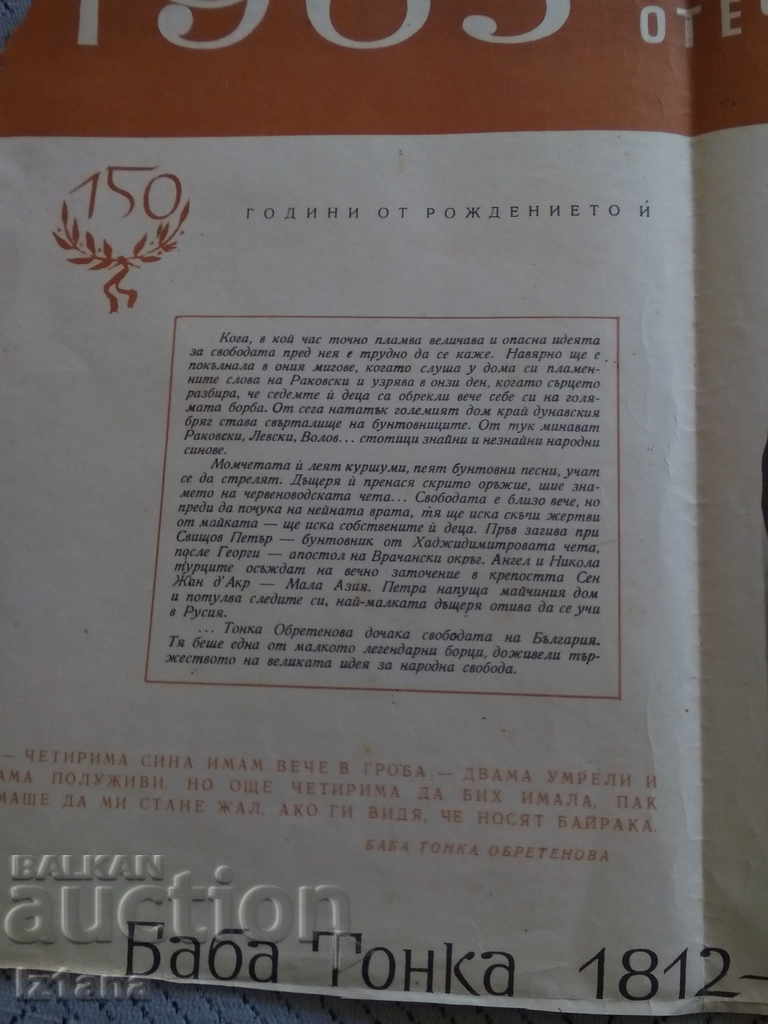 1963
ОТЕ
150
ГОДИНИ ОТ РОЖДЕНИЕТО Ѝ
Кога, в кой час точно пламва величава и опасна идеята
за свободата пред нея е трудно да се каже. Навярно ще е
покълнала в ония мигове, когато слуша у дома си пламен-
ните слова на Раковски и узрява в онзи ден, когато сърцето
разбира, че седемте ѝ деца са обрекли вече себе си на голя-
мата борба. От сега нататък големият дом край дунавския
бряг става свърталище на бунтовниците. От тук минават
Раковски, Левски, Волов... стотици знайни и незнайни народни
синове.
Момчетата ѝ леят куршуми, пеят бунтовни песни, учат
се да стрелят. Дъщеря ѝ пренася скрито оръжие, шие зна-
мето на червеноводската чета... Свободата е близо вече, но
преди да почука на нейната врата, тя ще иска скъпи жертви
от майката — ще иска собствените ѝ деца. Пръв загива при
Свищов Петър — бунтовник от Хаджидимитровата чета,
после Георги — апостол на Врачански окръг. Ангел и Никола
турците осъждат на вечно заточение в крепостта Сен
Жан д'Акр — Мала Азия. Петра напуща майчиния дом
и потулва следите си, най-малката дъщеря отива да се учи
в Русия.
... Тонка Обретенова дочака свободата на България.
Тя беше една от малкото легендарни борци, доживели тър-
жеството на великата идея за народна свобода.
— ЧЕТИРИМА СИНА ИМАМ ВЕЧЕ В ГРОБА — ДВАМА УМРЕЛИ И
АМА ПОЛУЖИВИ, НО ОЩЕ ЧЕТИРИМА ДА БИХ ИМАЛА, ПАК
МАШЕ ДА МИ СТАНЕ ЖАЛ, АКО ГИ ВИДЯ, ЧЕ НОСЯТ БАЙРАКА.
БАБА ТОНКА ОБРЕТЕНОВА
BALKAN
auction
iz1ana
Баба Тонка 1812—